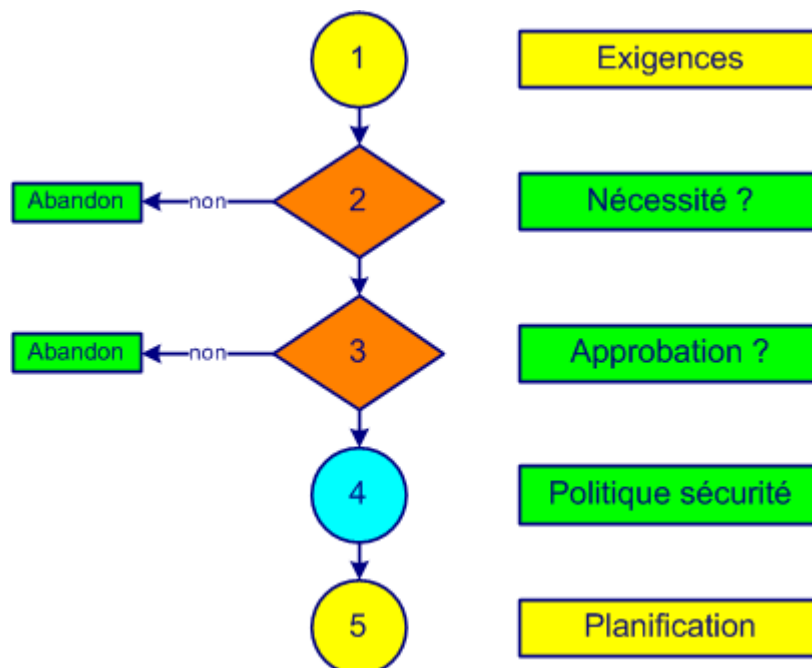 1
Exigences
Abandon
non
2
Nécessité ?
Abandon
non
3
Approbation ?
4
Politique sécurité
5
Planification